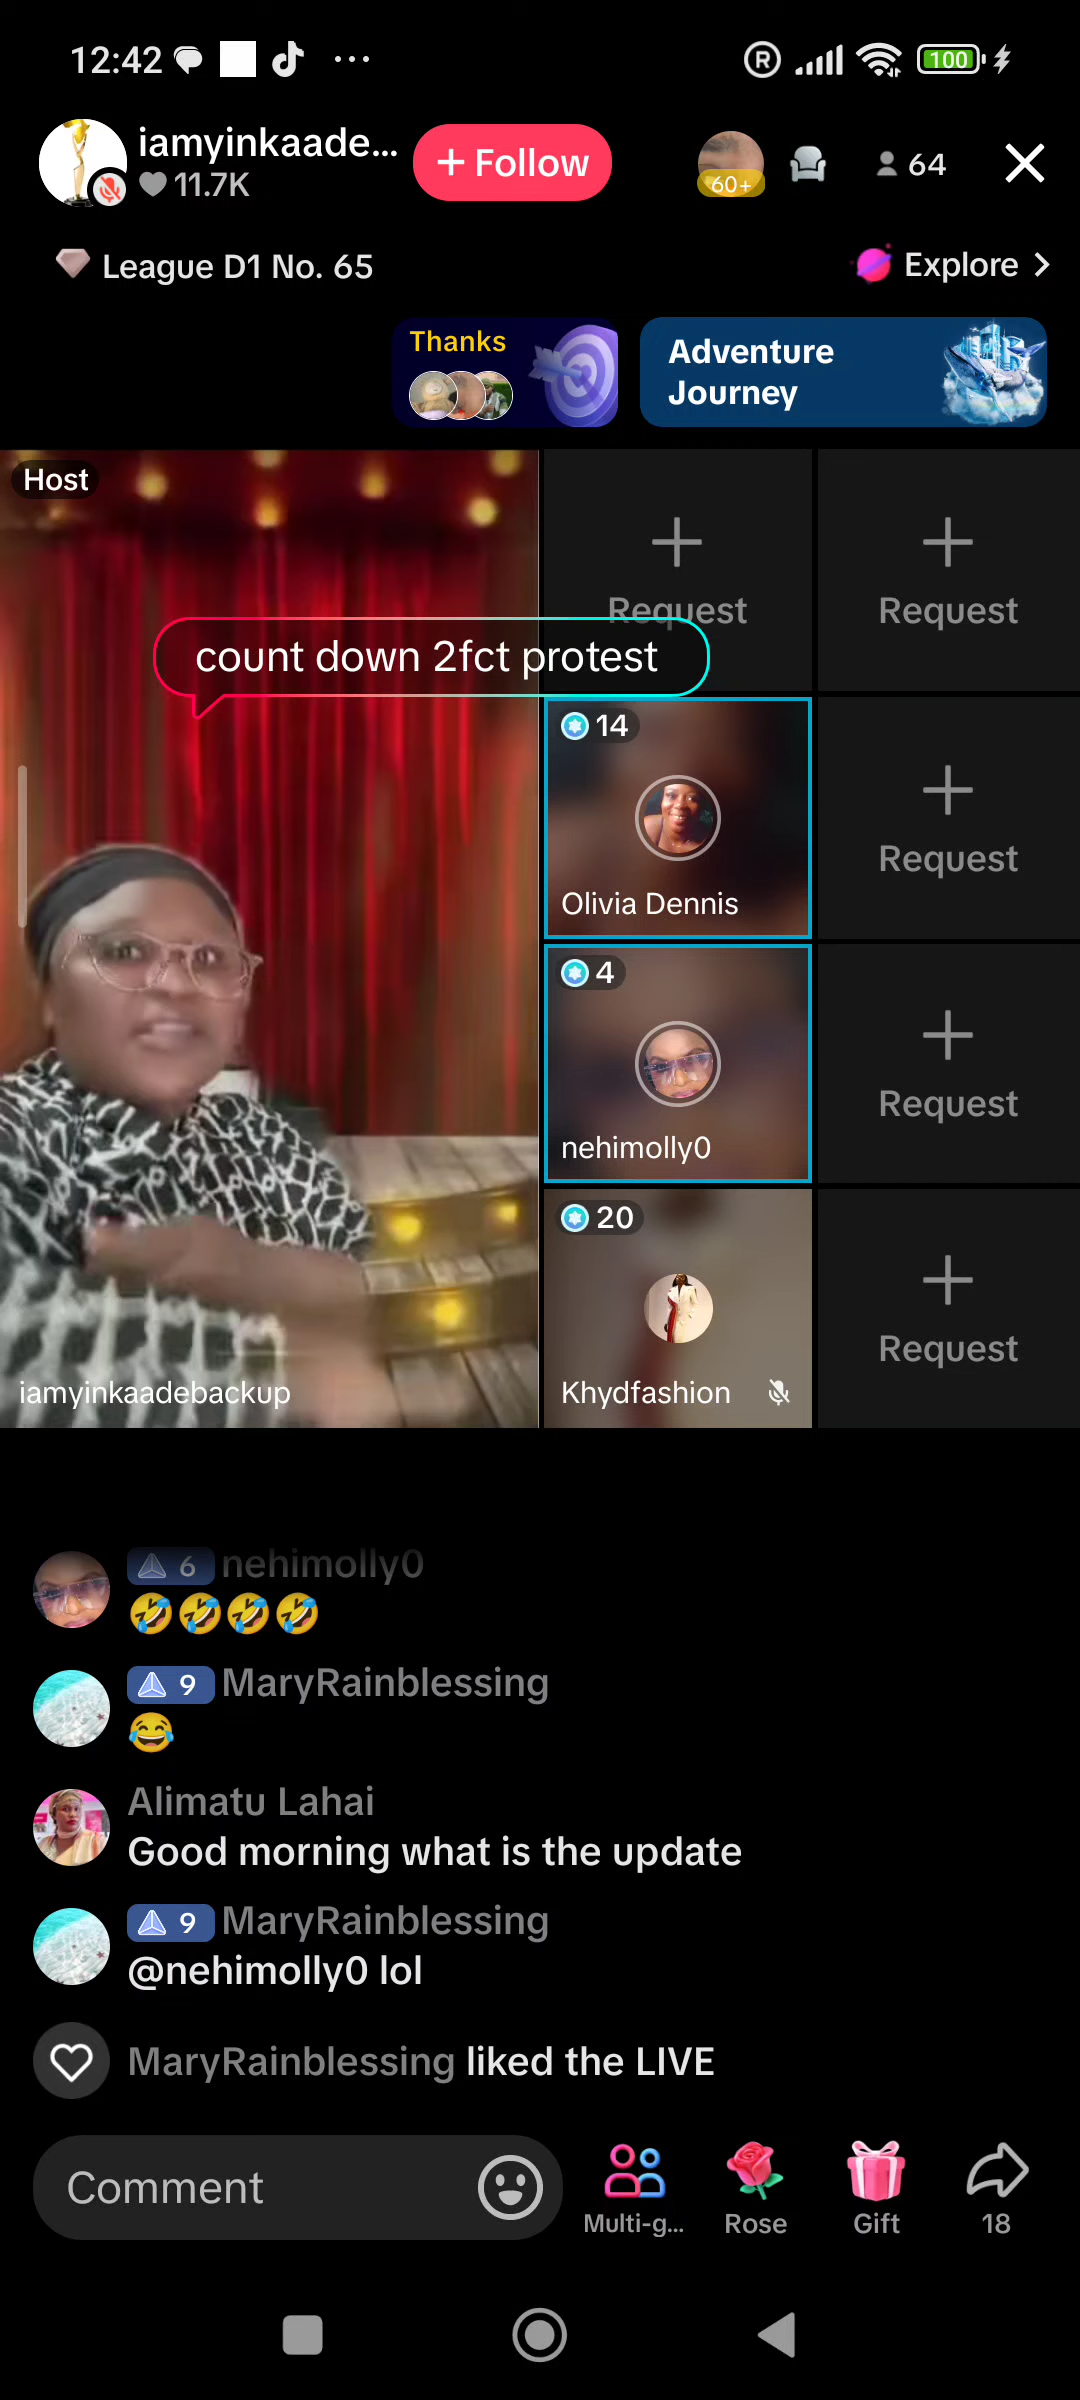 12:42
R
100
iamyinkaade...
11.7K
+ Follow
60+
64
League D1 No. 65
Explore >
Thanks
Adventure
Journey
Host
Request
Request
count down 2fct protest
14
Olivia Dennis
Request
4
nehimolly0
Request
20
Khydfashion
Request
iamyinkaadebackup
6 nehimolly0
🤣🤣🤣🤣
9 MaryRainblessing
😂
Alimatu Lahai
Good morning what is the update
9 MaryRainblessing
@nehimolly0 lol
MaryRainblessing liked the LIVE
Comment
Multi-g...
Rose
Gift
18